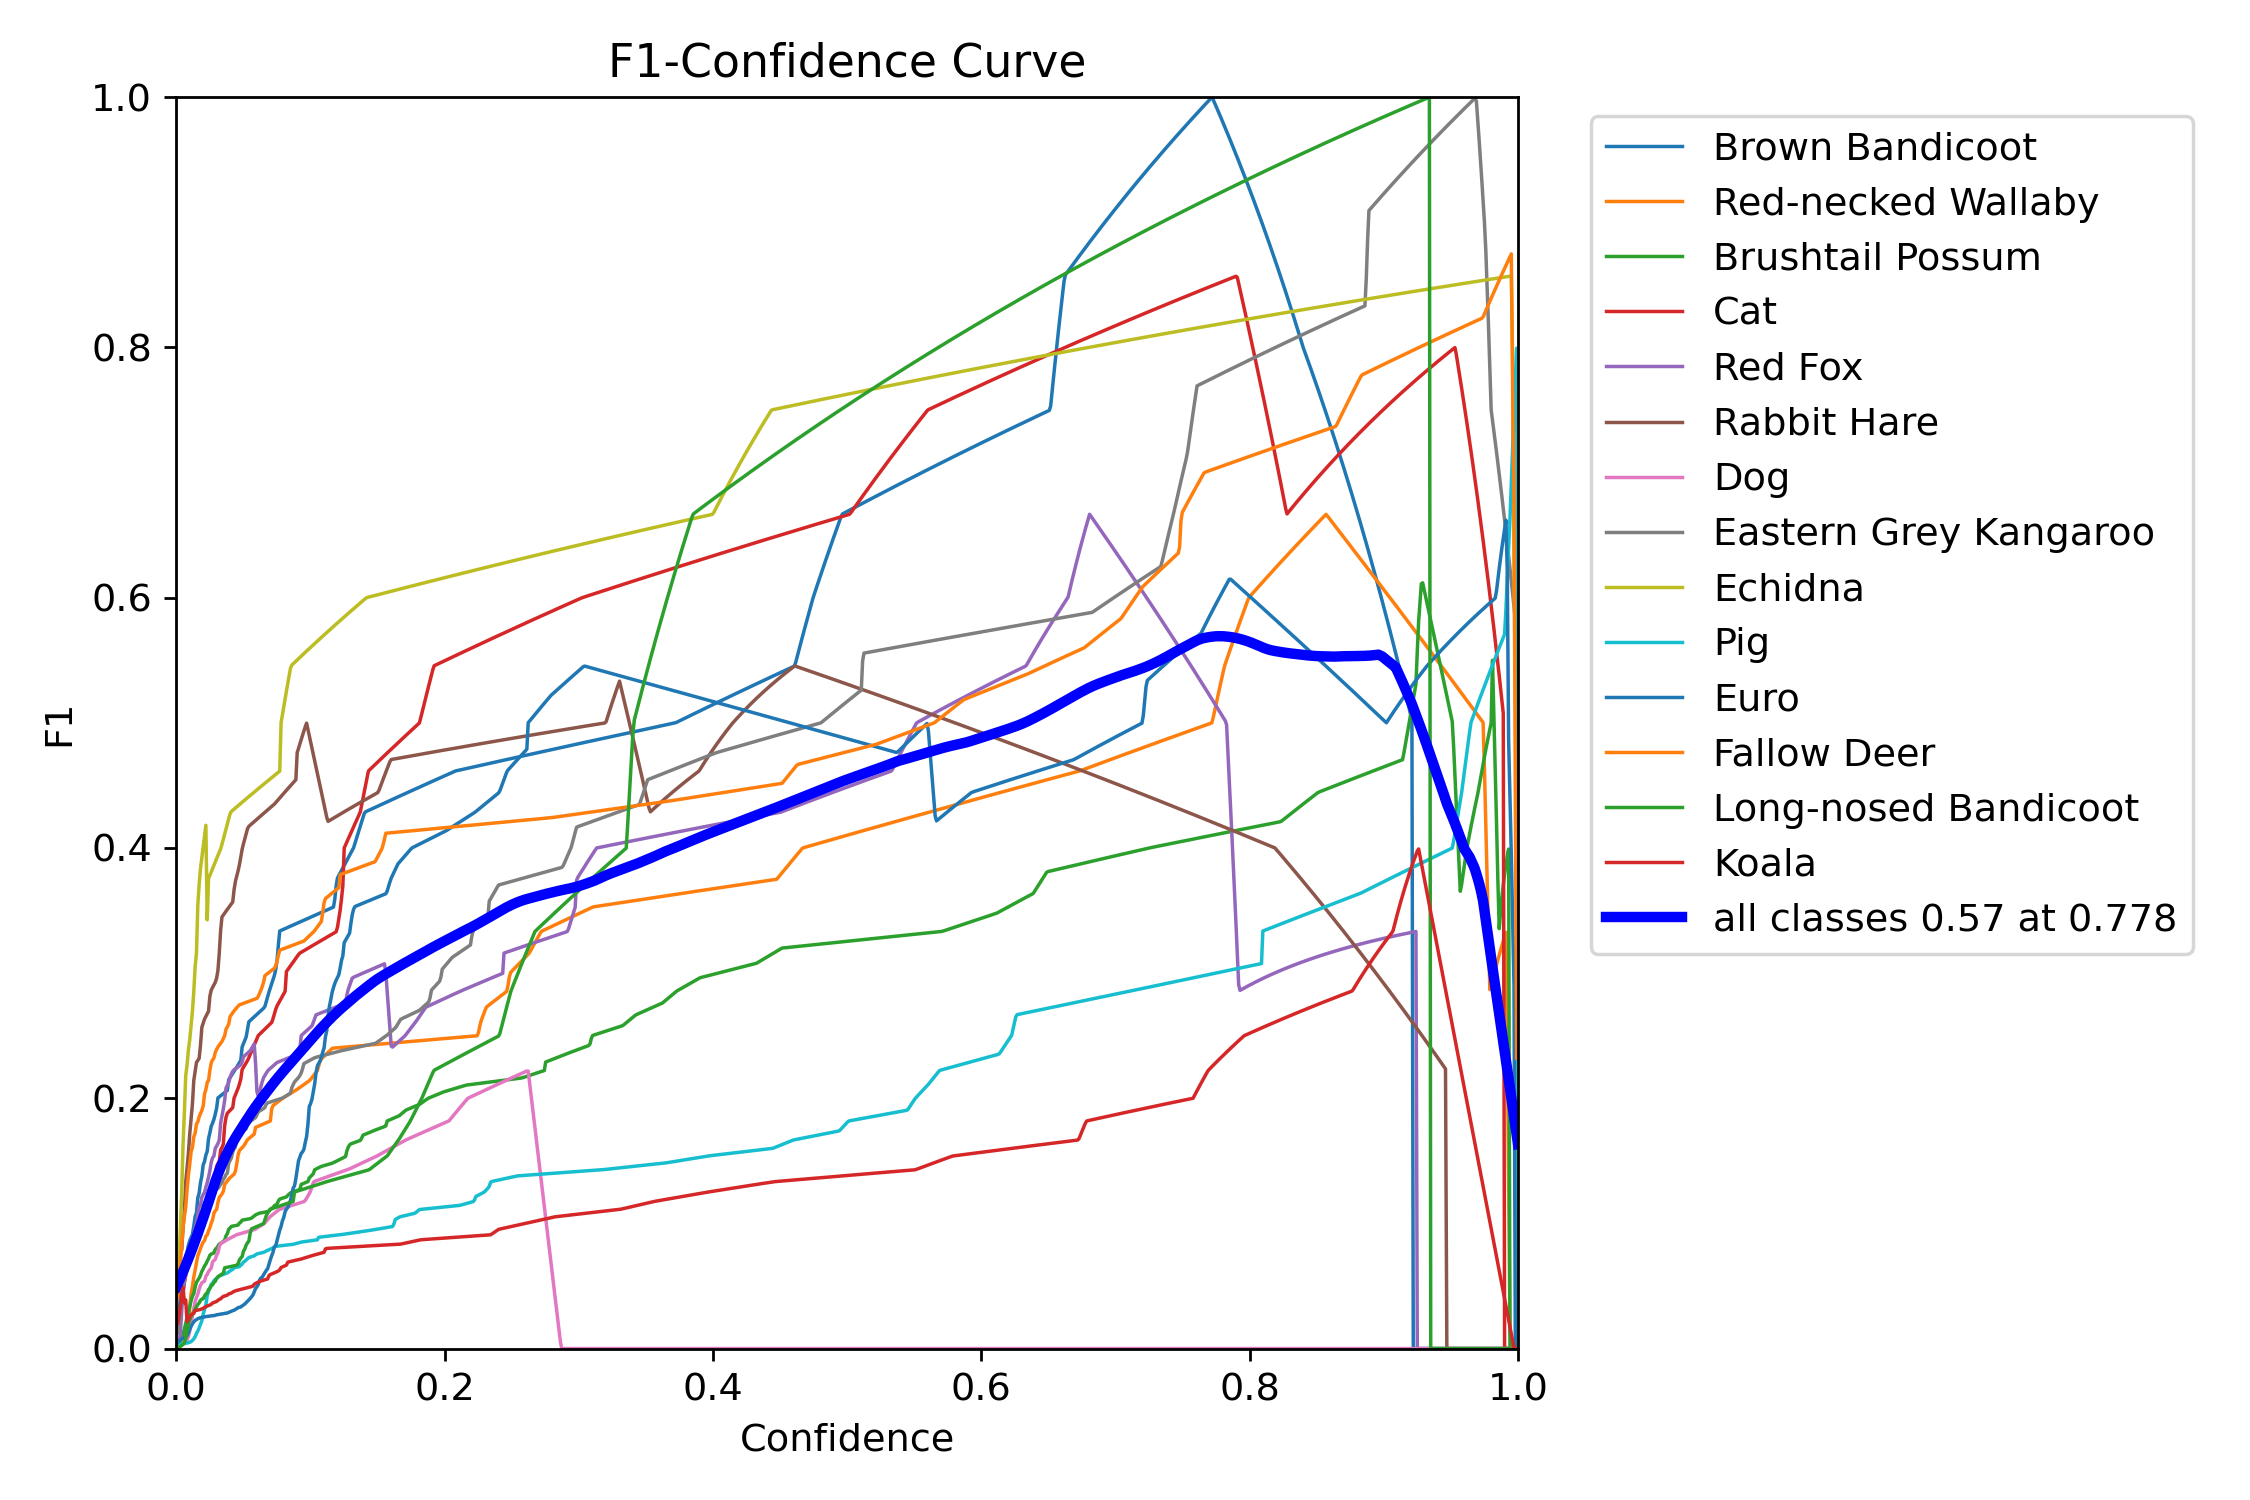 F1-Confidence Curve
1.0
0.8
0.6
0.4
0.2
0.0
F1
0.0 0.2 0.4 0.6 0.8 1.0
Confidence
Brown Bandicoot
Red-necked Wallaby
Brushtail Possum
Cat
Red Fox
Rabbit Hare
Dog
Eastern Grey Kangaroo
Echidna
Pig
Euro
Fallow Deer
Long-nosed Bandicoot
Koala
all classes 0.57 at 0.778